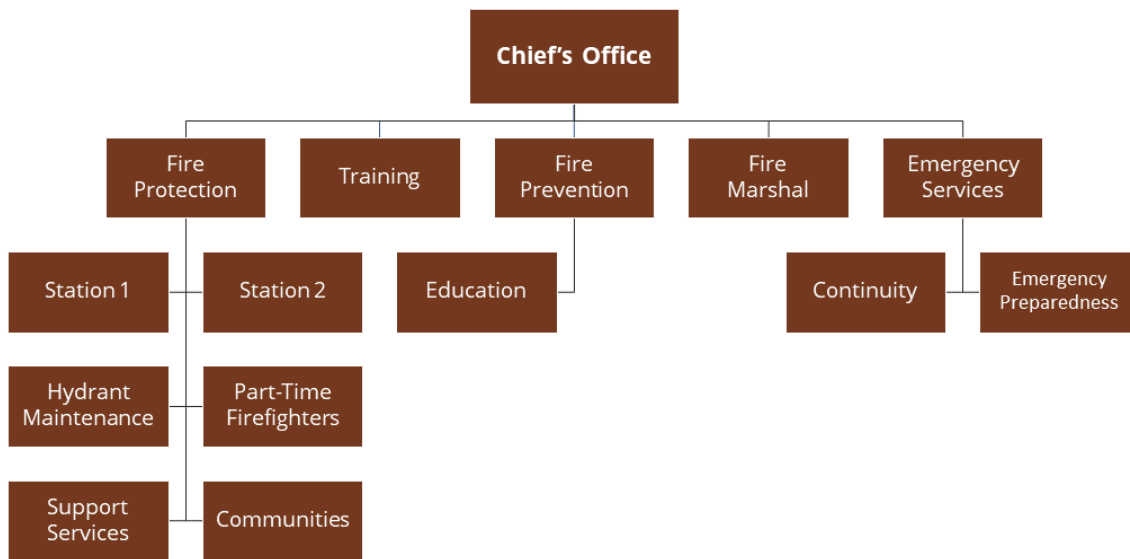 Chief’s Office
Fire
Protection
Training
Fire
Prevention
Fire
Marshal
Emergency
Services
Station 1
Station 2
Education
Continuity
Emergency
Preparedness
Hydrant
Maintenance
Part-Time
Firefighters
Support
Services
Communities